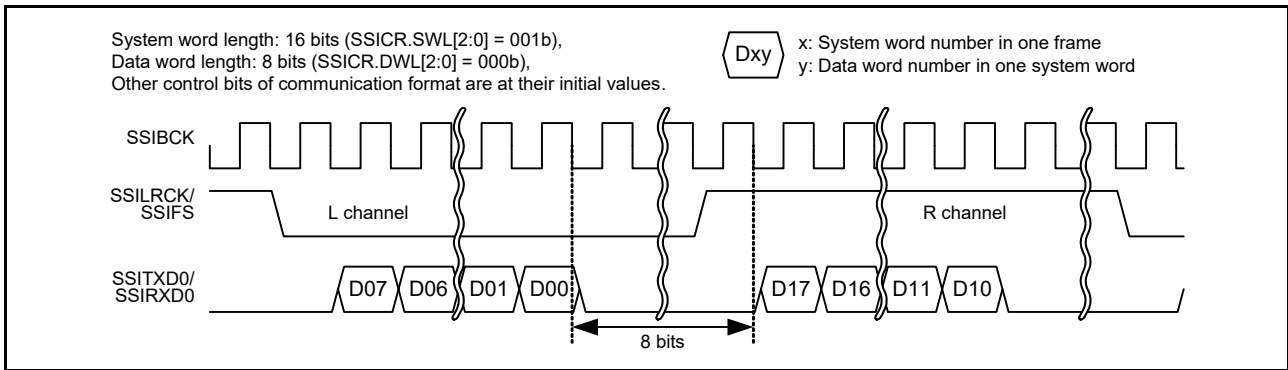 System word length: 16 bits (SSICR.SWL[2:0] = 001b),
Data word length: 8 bits (SSICR.DWL[2:0] = 000b),
Other control bits of communication format are at their initial values.
Dxy
x: System word number in one frame
y: Data word number in one system word
SSIBCK
SSILRCK/
SSIFS
L channel
R channel
SSITXD0/
SSIRXD0
D07 D06 D01 D00 D17 D16 D11 D10
8 bits